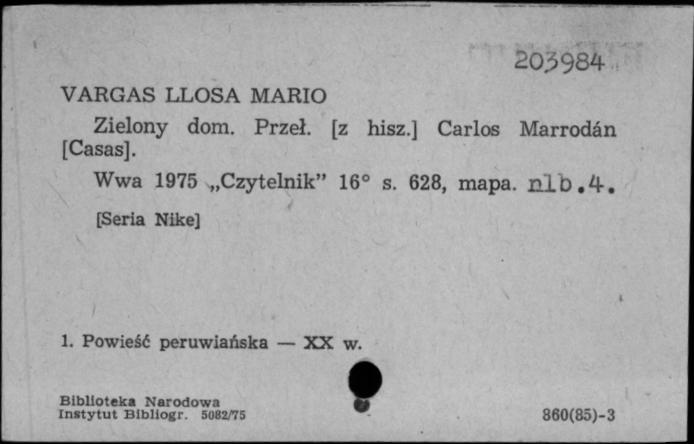 203984
VARGAS LLOSA MARIO
Zielony dom. Przeł. [z hisz.] Carlos Marrodán
[Casas].
Wwa 1975 „Czytelnik” 16° s. 628, mapa. nlb.4.
[Seria Nike]
1. Powieść peruwiańska — XX w.
Biblioteka Narodowa
Instytut Bibliogr. 5082/75
860(85)-3